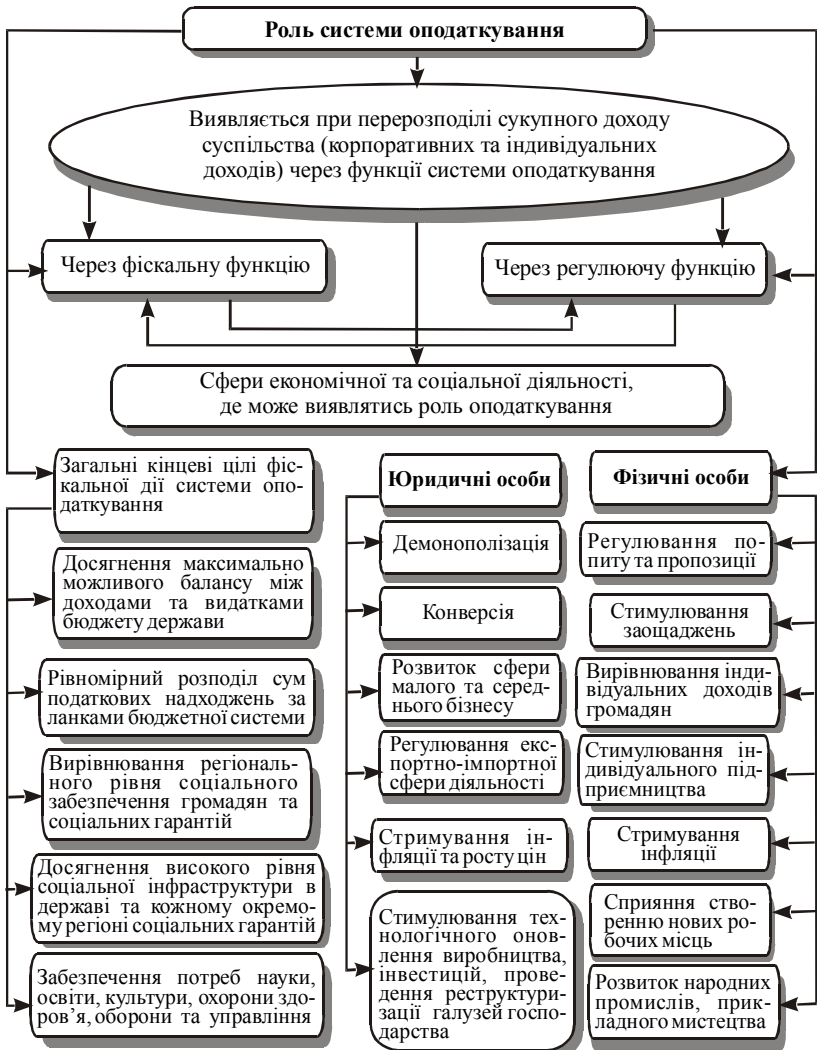 Роль системи оподаткування
Виявляється при перерозподілі сукупного доходу
суспільства (корпоративних та індивідуальних
доходів) через функції системи оподаткування
Через фіскальну функцію
Через регулюючу функцію
Сфери економічної та соціальної діяльності,
де може виявлятись роль оподаткування
Загальні кінцеві цілі фіс-
кальної дії системи опо-
даткування
Досягнення максимально
можливого балансу між
доходами та видатками
бюджету держави
Рівномірний розподіл сум
податкових надходжень за
ланками бюджетної системи
Вирівнювання регіональ-
ного рівня соціального
забезпечення громадян та
соціальних гарантій
Досягнення високого рівня
соціальної інфраструктури в
державі та кожному окремо-
му регіоні соціальних гарантій
Забезпечення потреб науки,
освіти, культури, охорони здо-
ров’я, оборони та управління
Юридичні особи
Демонополізація
Конверсія
Розвиток сфери
малого та серед-
нього бізнесу
Регулювання екс-
портно-імпортної
сфери діяльності
Стримування ін-
фляції та росту цін
Стимулювання тех-
нологічного онов-
лення виробництва,
інвестицій, прове-
дення реструктури-
зації галузей госпо-
дарства
Фізичні особи
Регулювання по-
питу та пропозиції
Стимулювання
заощаджень
Вирівнювання інди-
відуальних доходів
громадян
Стимулювання ін-
дивідуального під-
приємництва
Стримування
інфляції
Сприяння ство-
ренню нових ро-
бочих місць
Розвиток народних
промислів, прик-
ладного мистецтва